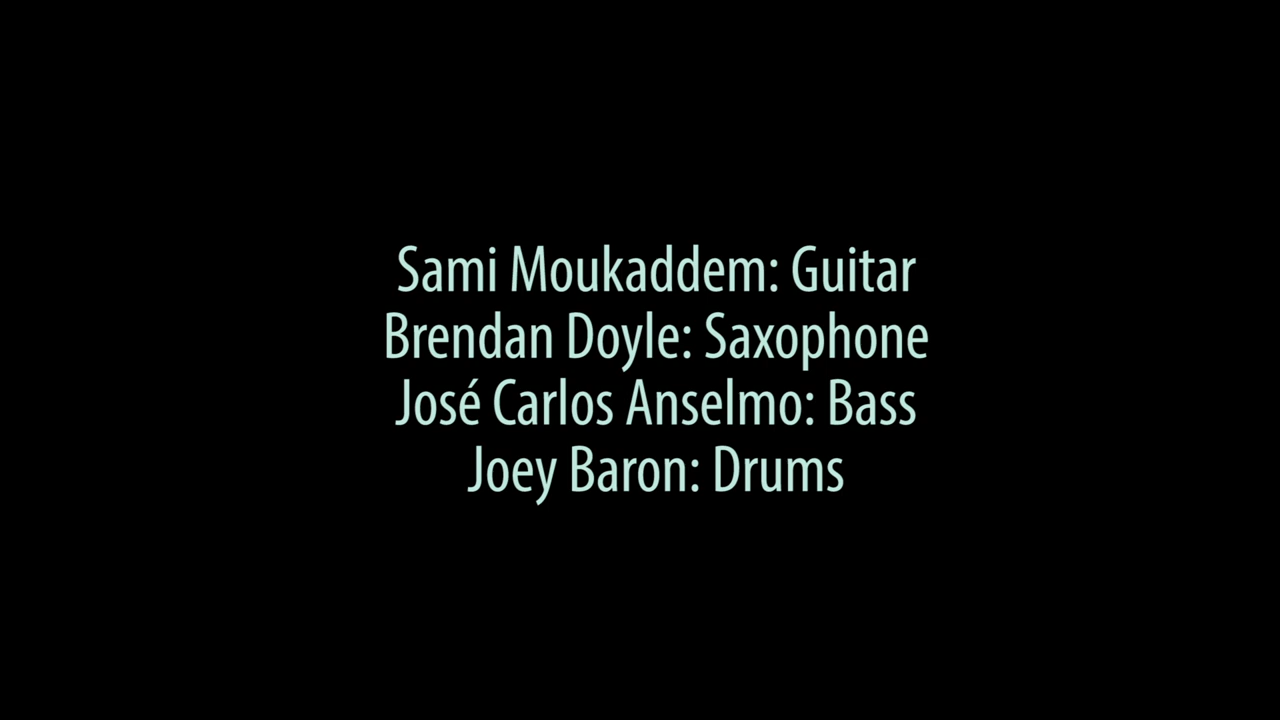 Sami Moukaddem: Guitar
Brendan Doyle: Saxophone
José Carlos Anselmo: Bass
Joey Baron: Drums